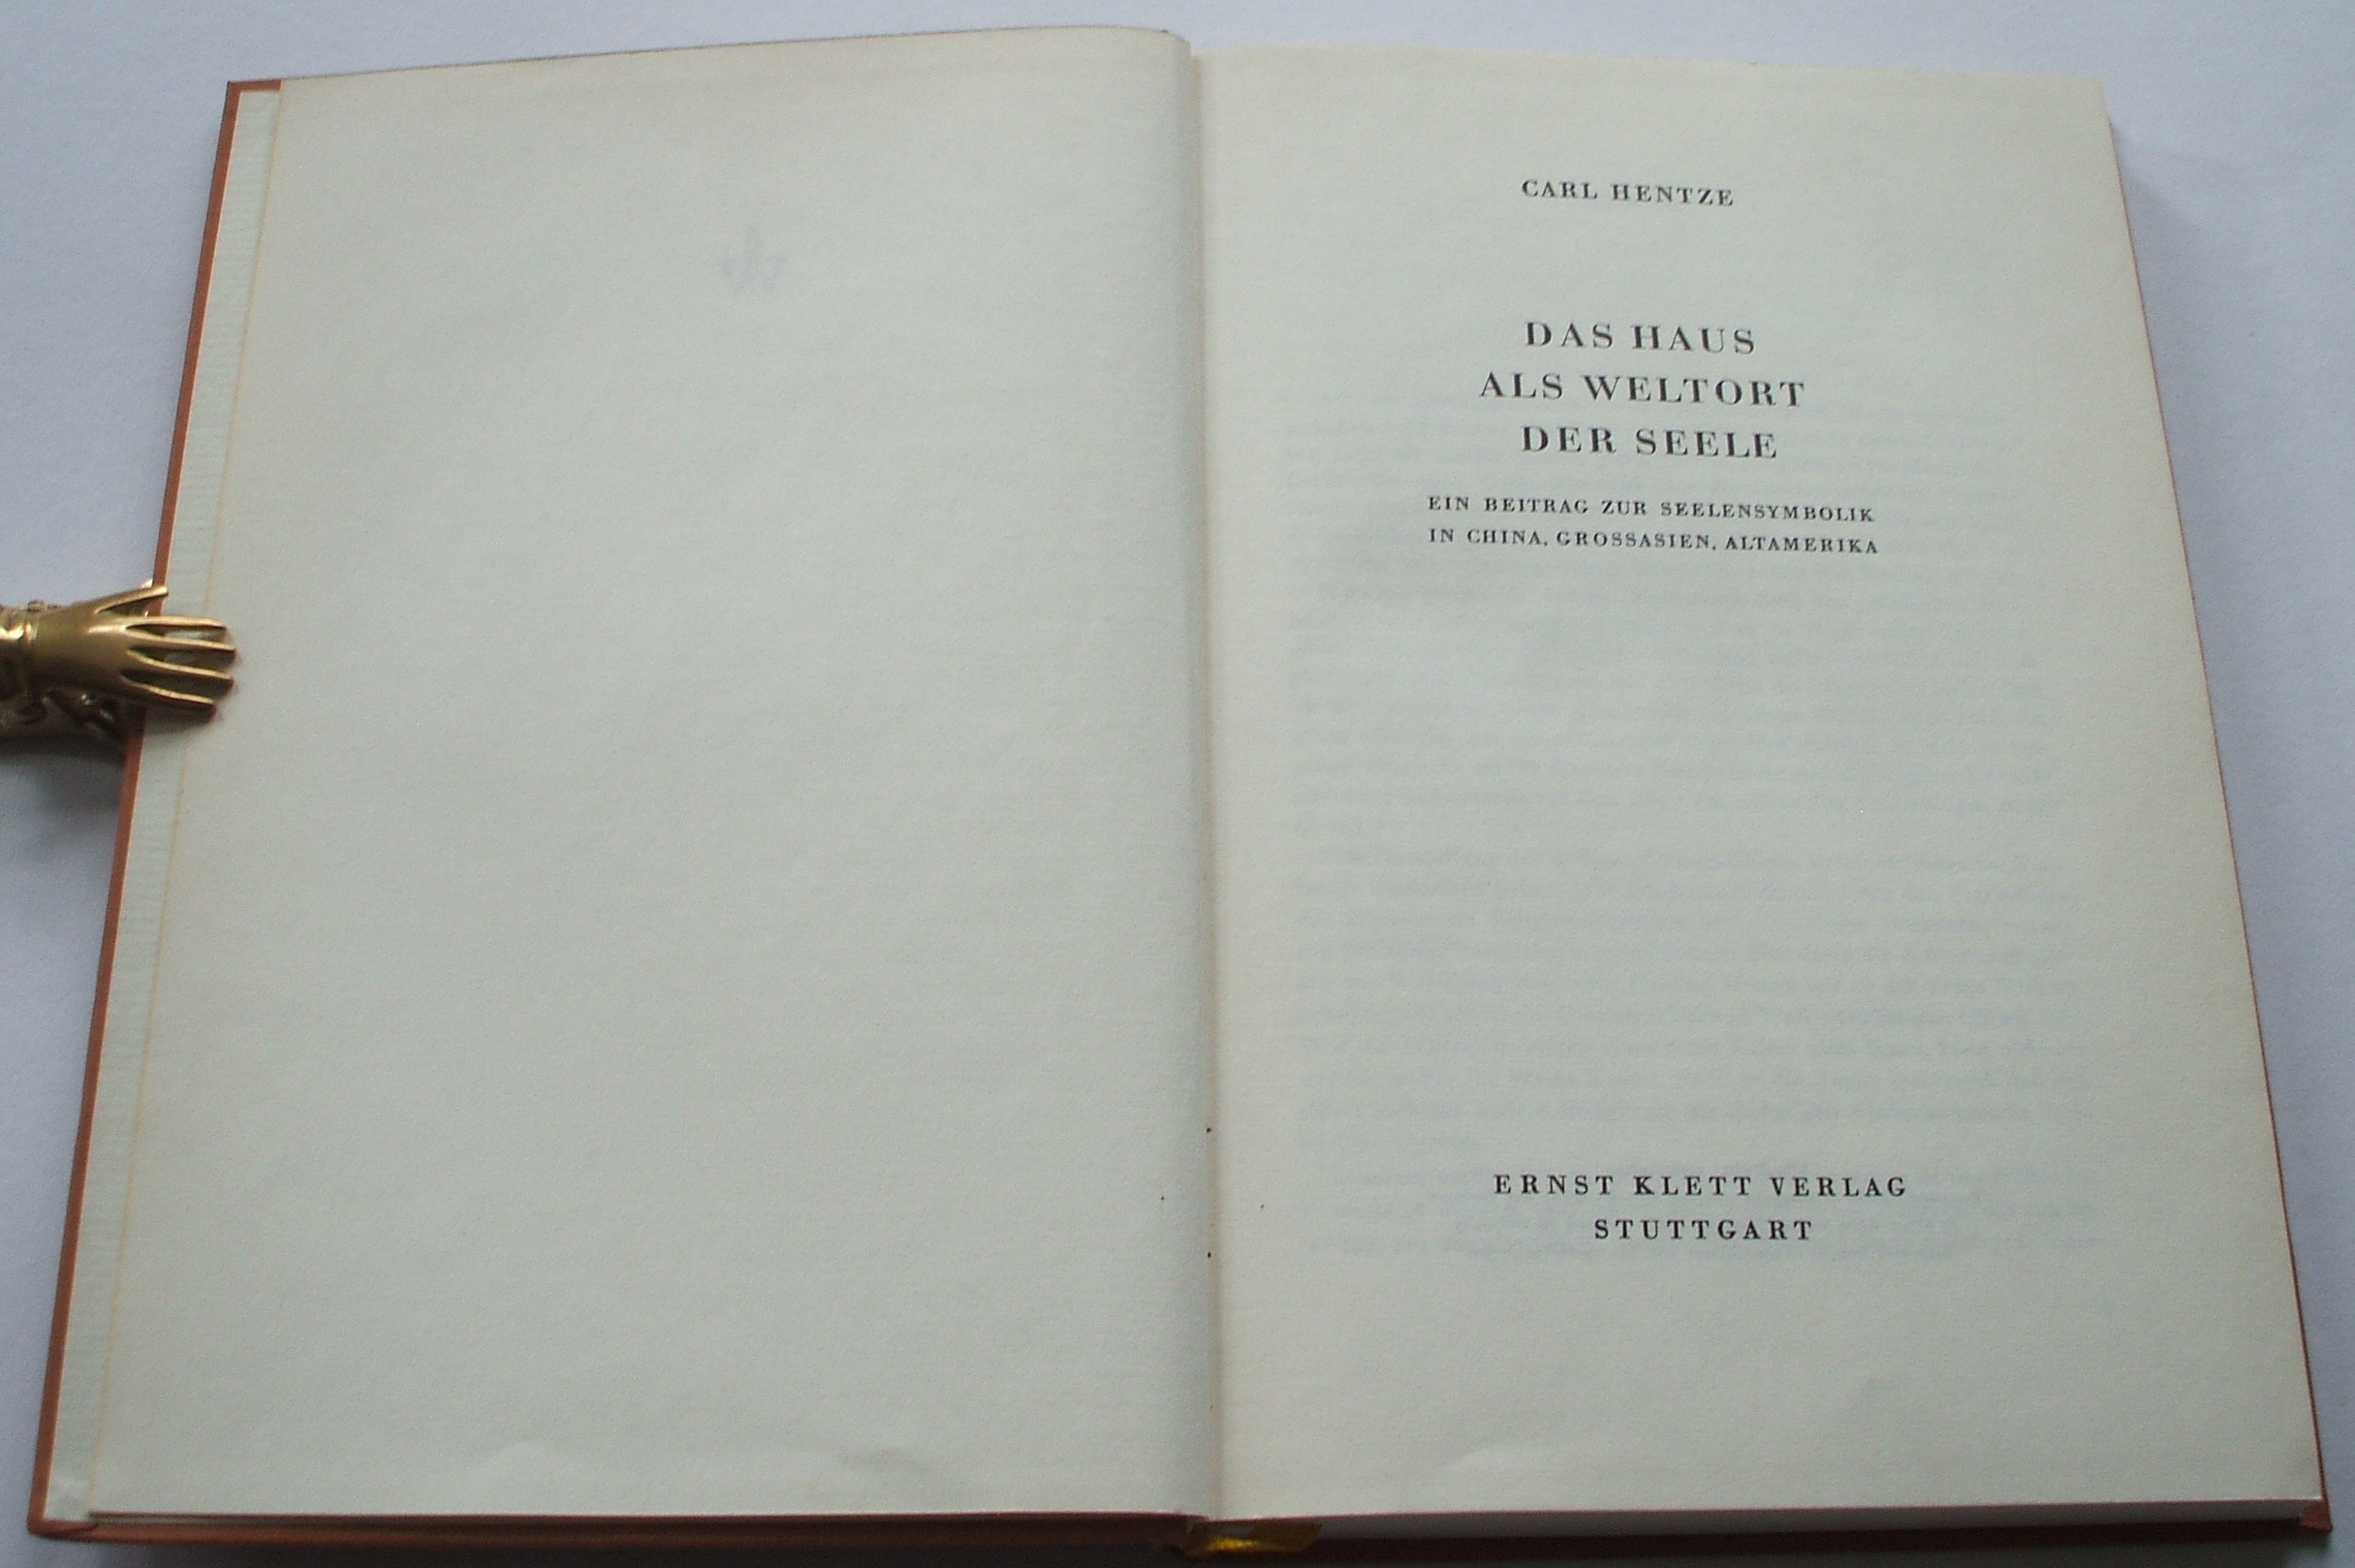 CARL HENTZE
DAS HAUS
ALS WELTORT
DER SEELE
EIN BEITRAG ZUR SEELENSYMBOLIK
IN CHINA, GROSSASIEN, ALTAMERIKA
ERNST KLETT VERLAG
STUTTGART